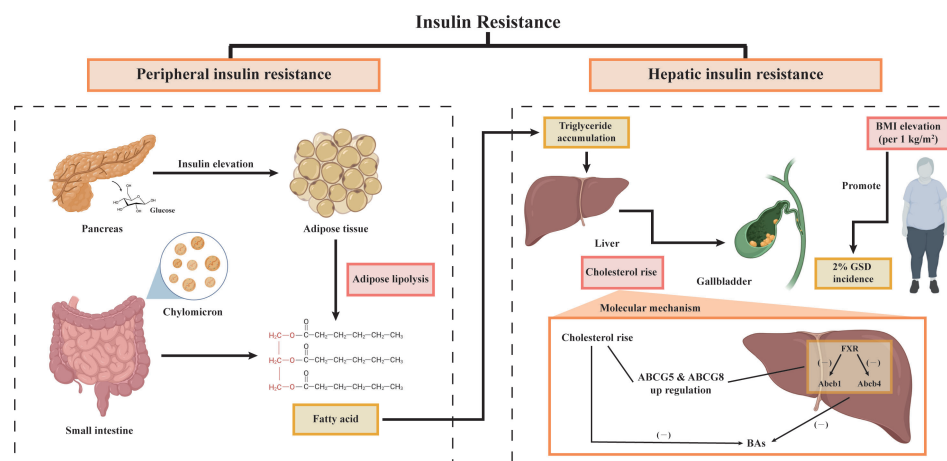 Insulin Resistance
Peripheral insulin resistance
Hepatic insulin resistance
Insulin elevation
Pancreas
Glucose
Adipose tissue
Chylomicron
Adipose lipolysis
Small intestine
O
H₂C—O—C—CH₂—CH₂—CH₂—CH₂—CH₃
O
HC—O—C—CH₂—CH₂—CH₂—CH₂—CH₃
O
H₂C—O—C—CH₂—CH₂—CH₂—CH₂—CH₃
Fatty acid
Triglyceride
accumulation
Liver
Cholesterol rise
Gallbladder
BMI elevation
(per 1 kg/m²)
Promote
2% GSD
incidence
Molecular mechanism
Cholesterol rise
ABCG5 & ABCG8
up regulation
FXR
(—) (—)
Abcb1 Abcb4
(—)
(—)
BAs